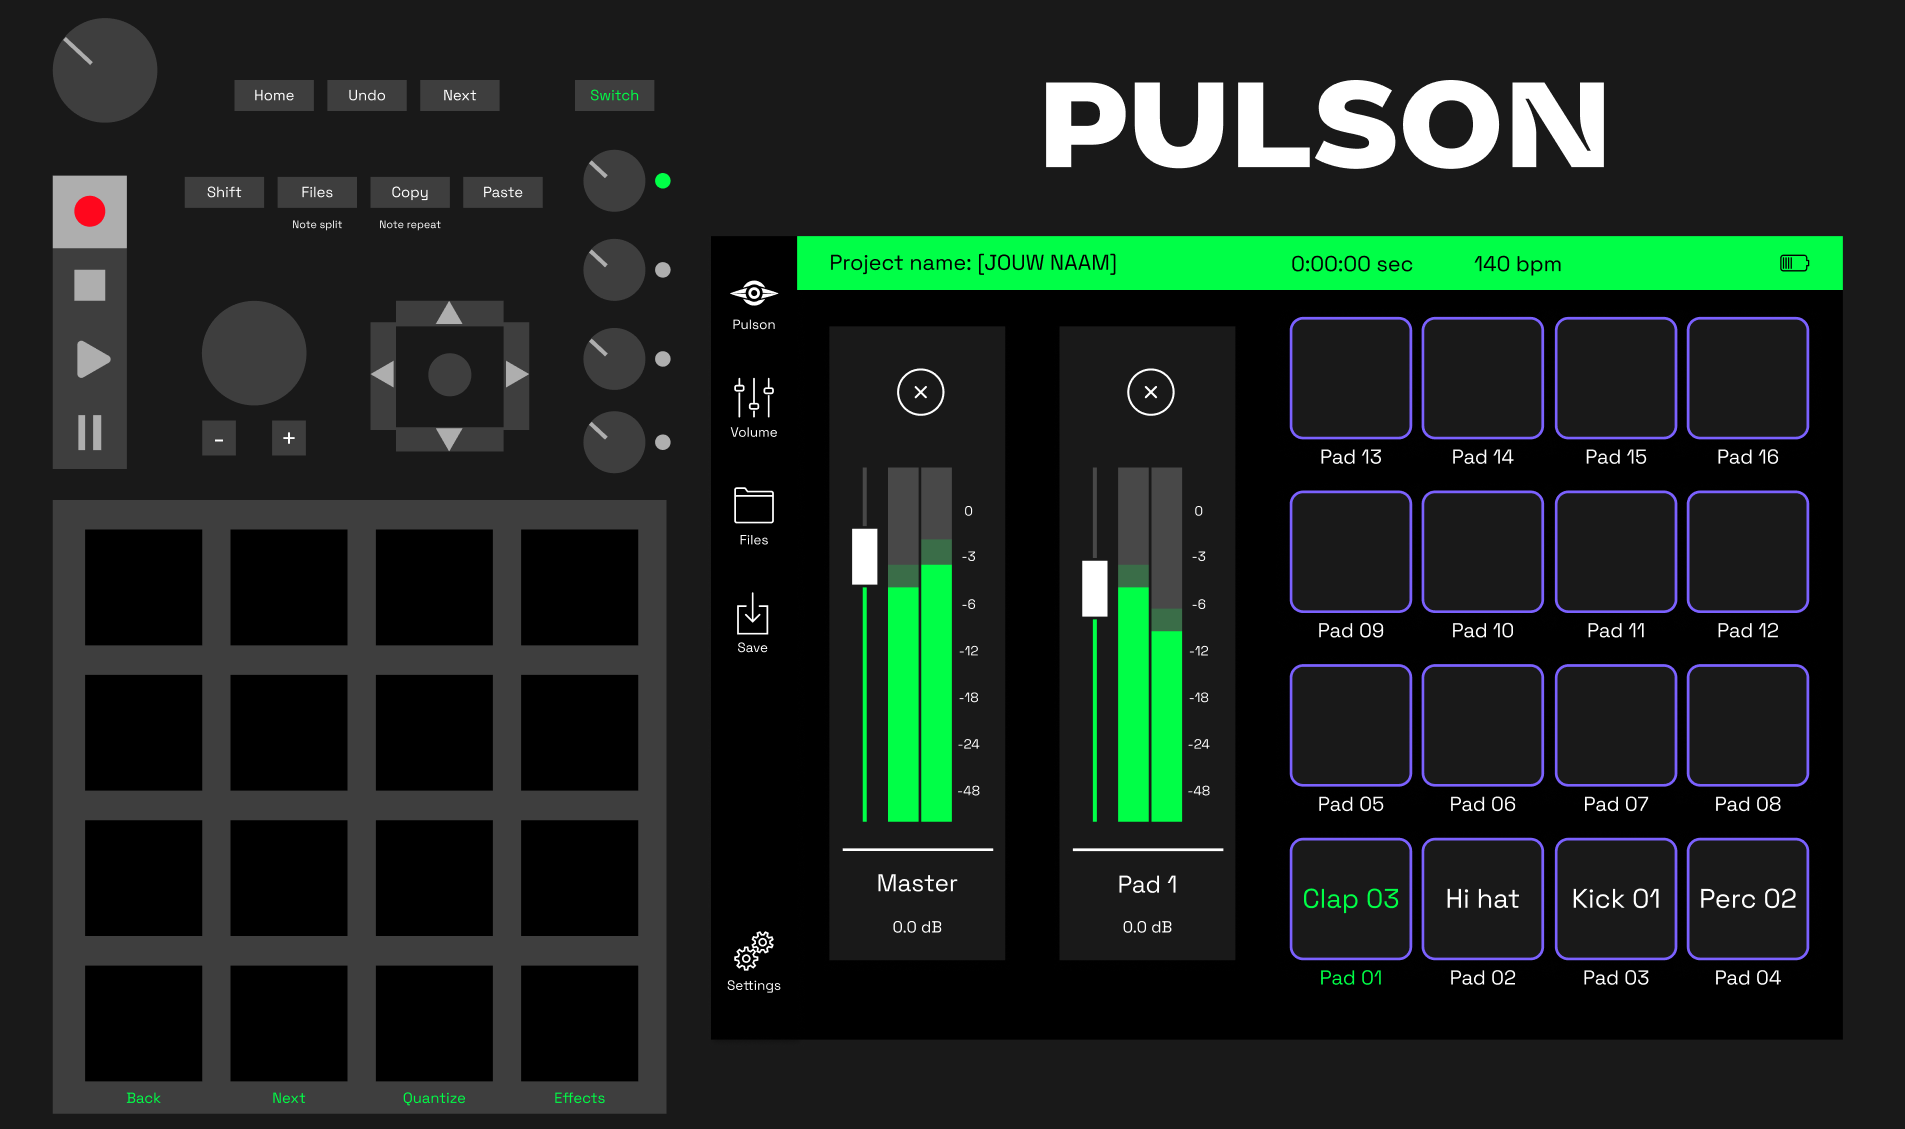 Home
Undo
Next
Switch
PULSON
Shift
Files
Copy
Paste
Note split
Note repeat
-
+
Back
Next
Quantize
Effects
Pulson
Volume
Files
Save
Settings
Project name: [JOUW NAAM]
0:00:00 sec
140 bpm
0
-3
-6
-12
-18
-24
-48
Master
0.0 dB
0
-3
-6
-12
-18
-24
-48
Pad 1
0.0 dB
Pad 13
Pad 14
Pad 15
Pad 16
Pad 09
Pad 10
Pad 11
Pad 12
Pad 05
Pad 06
Pad 07
Pad 08
Clap 03
Hi hat
Kick 01
Perc 02
Pad 01
Pad 02
Pad 03
Pad 04